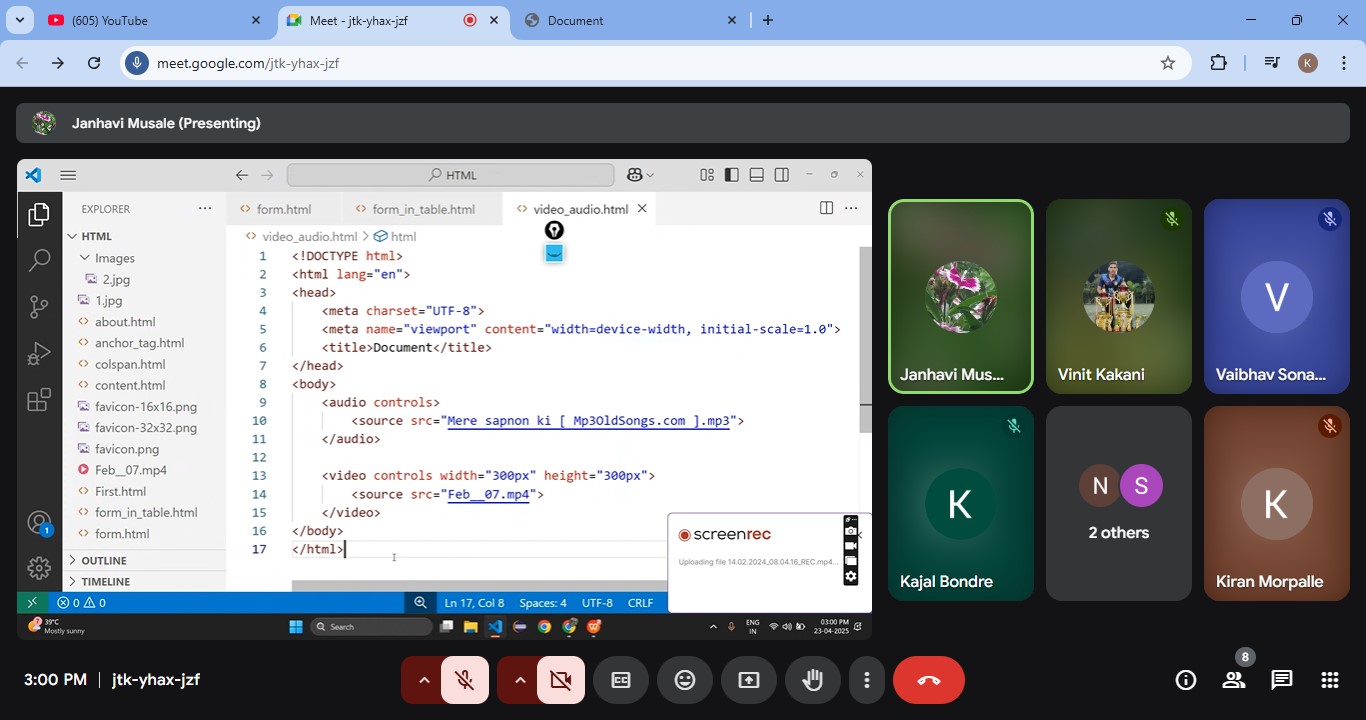 (605) YouTube
Meet - jtk-yhax-jzf
Document
meet.google.com/jtk-yhax-jzf
K
Janhavi Musale (Presenting)
HTML
EXPLORER
form.html
form_in_table.html
video_audio.html
HTML
video_audio.html > html
Images
2.jpg
1.jpg
about.html
anchor_tag.html
colspan.html
content.html
favicon-16x16.png
favicon-32x32.png
favicon.png
Feb__07.mp4
First.html
form_in_table.html
form.html
OUTLINE
TIMELINE
1 <!DOCTYPE html>
2 <html lang="en">
3 <head>
4 <meta charset="UTF-8">
5 <meta name="viewport" content="width=device-width, initial-scale=1.0">
6 <title>Document</title>
7 </head>
8 <body>
9 <audio controls>
10 <source src="Mere sapnon ki [ Mp3OldSongs.com ].mp3">
11 </audio>
12
13 <video controls width="300px" height="300px">
14 <source src="Feb__07.mp4">
15 </video>
16 </body>
17 </html>
1
screenrec
Uploading file 14.02.2024_08.04.16_REC.mp4...
0 0
Ln 17, Col 8
Spaces: 4
UTF-8
CRLF
39°C
Mostly sunny
Search
ENG
IN
03:00 PM
23-04-2025
Janhavi Mus...
Vinit Kakani
V
Vaibhav Sona...
K
Kajal Bondre
N
S
2 others
K
Kiran Morpalle
3:00 PM | jtk-yhax-jzf
8